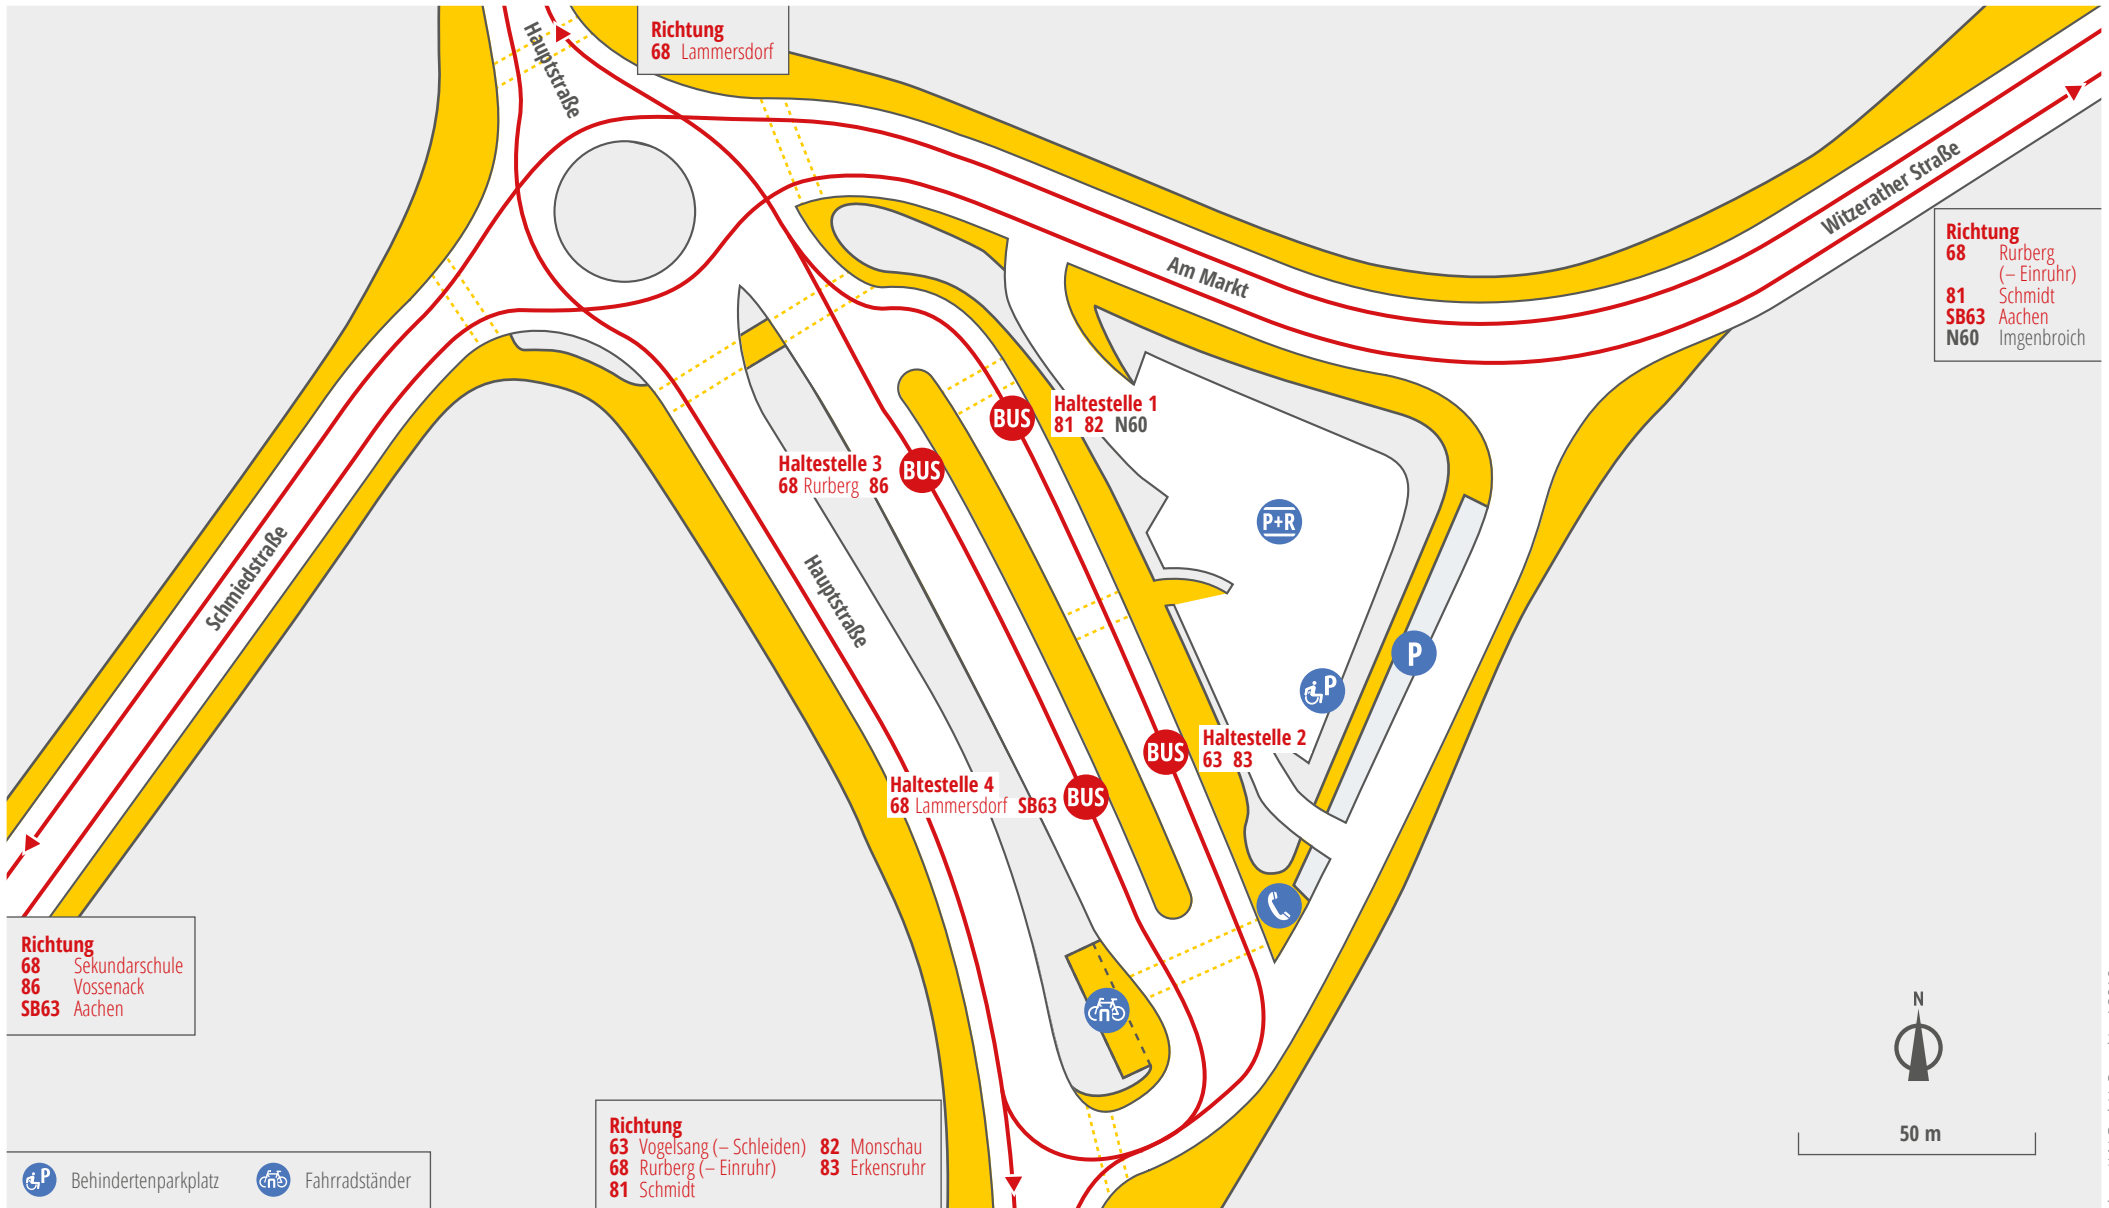 Richtung
68 Lammersdorf
Hauptstraße
Witzerather Straße
Richtung
68 Rurberg
(– Einruhr)
81 Schmidt
SB63 Aachen
N60 Imgenbroich
Am Markt
Haltestelle 1
81 82 N60
Haltestelle 3
68 Rurberg 86
BUS
BUS
P+R
Schmiedstraße
Hauptstraße
P
P
Haltestelle 2
63 83
BUS
Haltestelle 4
68 Lammersdorf SB63
BUS
Richtung
68 Sekundarschule
86 Vossenack
SB63 Aachen
N
50 m
Richtung
63 Vogelsang (– Schleiden) 82 Monschau
68 Rurberg (– Einruhr) 83 Erkensruhr
81 Schmidt
P Behindertenparkplatz
Fahrradständer